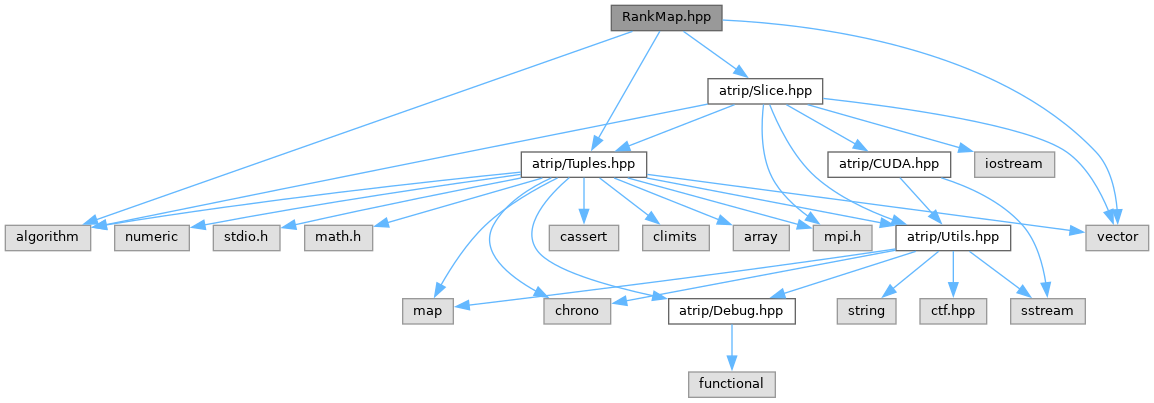 RankMap.hpp
atrip/Slice.hpp
atrip/Tuples.hpp
atrip/CUDA.hpp
iostream
algorithm
numeric
stdio.h
math.h
cassert
climits
array
mpi.h
atrip/Utils.hpp
vector
map
chrono
atrip/Debug.hpp
string
ctf.hpp
sstream
functional